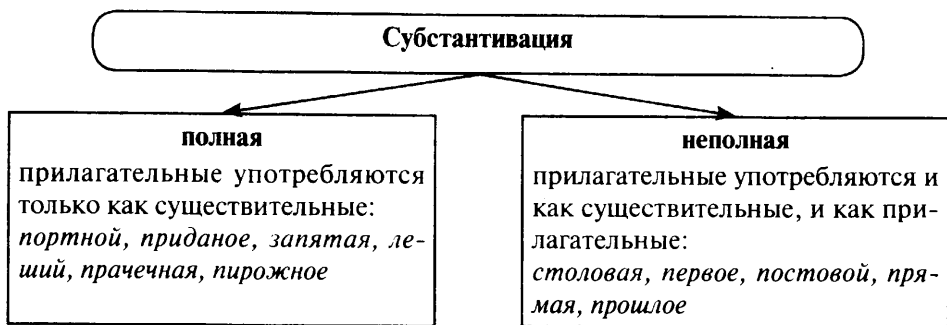 Субстантивация
полная
прилагательные употребляются
только как существительные:
портной, приданое, запятая, ле-
ший, прачечная, пирожное
неполная
прилагательные употребляются и
как существительные, и как при-
лагательные:
столовая, первое, постовой, пря-
мая, прошлое